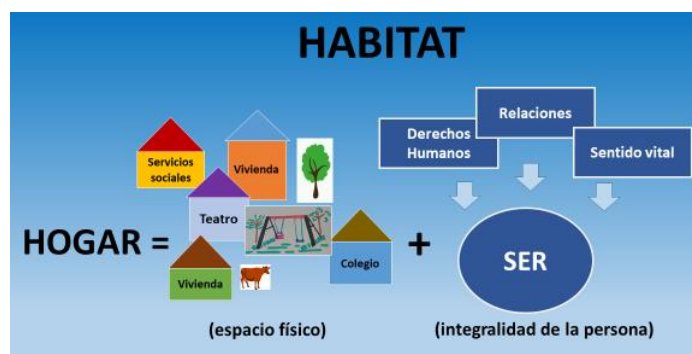 HABITAT
Servicios
sociales
Vivienda
Teatro
Vivienda
Colegio
HOGAR =
+
Derechos
Humanos
Relaciones
Sentido vital
SER
(espacio físico)
(integralidad de la persona)